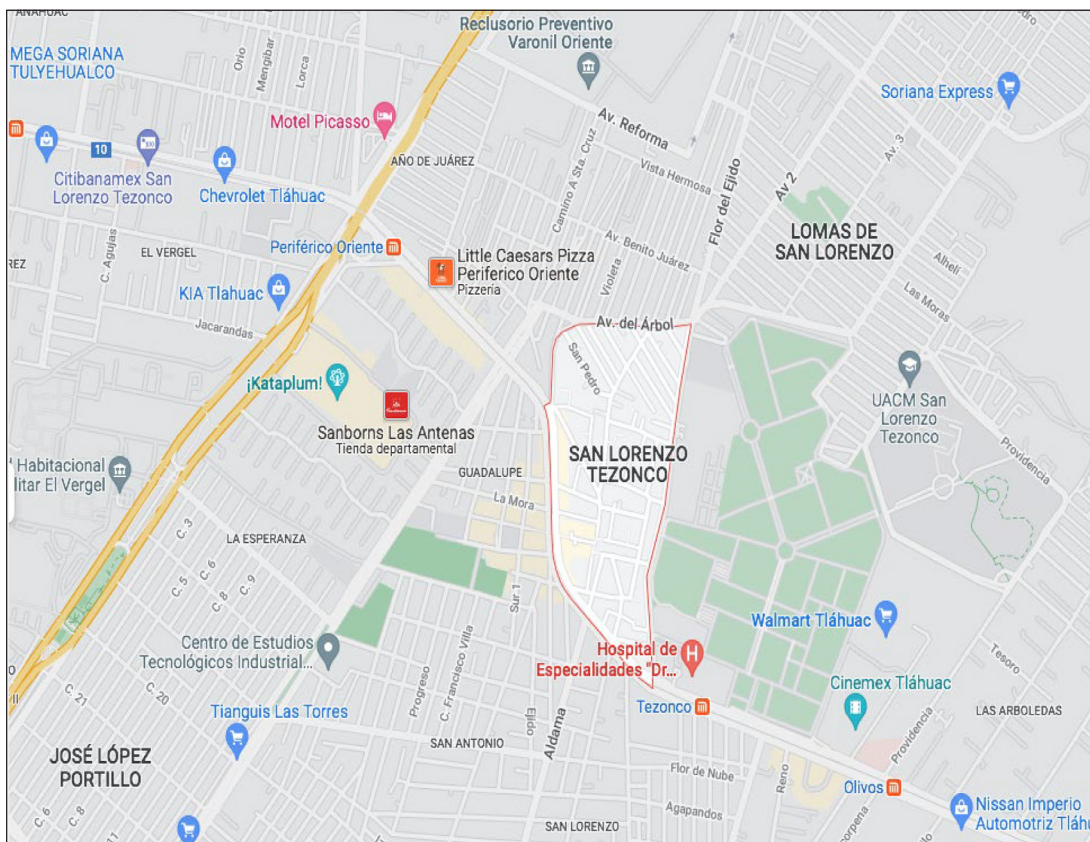 ANAHUAC
Reclusorio Preventivo
Varonil Oriente
MEGA SORIANA
TULYEHUALCO
Orio
Mengibar
Lorca
Soriana Express
Motel Picasso
Av. Reforma
10
AÑO DE JUÁREZ
Camino A Sta. Cruz
Vista Hermosa
Flor del Ejido
Av 2
Av. 3
Citibanamex San
Lorenzo Tezonco
Chevrolet Tláhuac
LOMAS DE
SAN LORENZO
C. Agujas
EL VERGEL
Periférico Oriente
Little Caesars Pizza
Periferico Oriente
Pizzería
Av. Benito Juárez
Violeta
Alhelí
Las Moras
REZ
KIA Tlahuac
Jacarandas
Av. del Árbol
San Pedro
¡Kataplum!
Sanborns Las Antenas
Tienda departamental
UACM San
Lorenzo
Tezonco
Providencia
SAN LORENZO
TEZONCO
Habitacional
litar El Vergel
GUADALUPE
La Mora
C. 3
LA ESPERANZA
C. 5
C. 6
C. 8
C. 9
Sur 1
Centro de Estudios
Tecnológicos Industrial...
Walmart Tláhuac
Hospital de
Especialidades "Dr...
Tesoro
Progreso
C. Francisco Villa
Ejido
Aldama
C. 21
C. 20
Tianguis Las Torres
Tezonco
Cinemex Tláhuac
Providencia
LAS ARBOLEDAS
JOSÉ LÓPEZ
PORTILLO
SAN ANTONIO
Flor de Nube
Reno
Olivos
C. 6
C. 8
Agapandos
SAN LORENZO
Nissan Imperio
Automotriz Tláhu